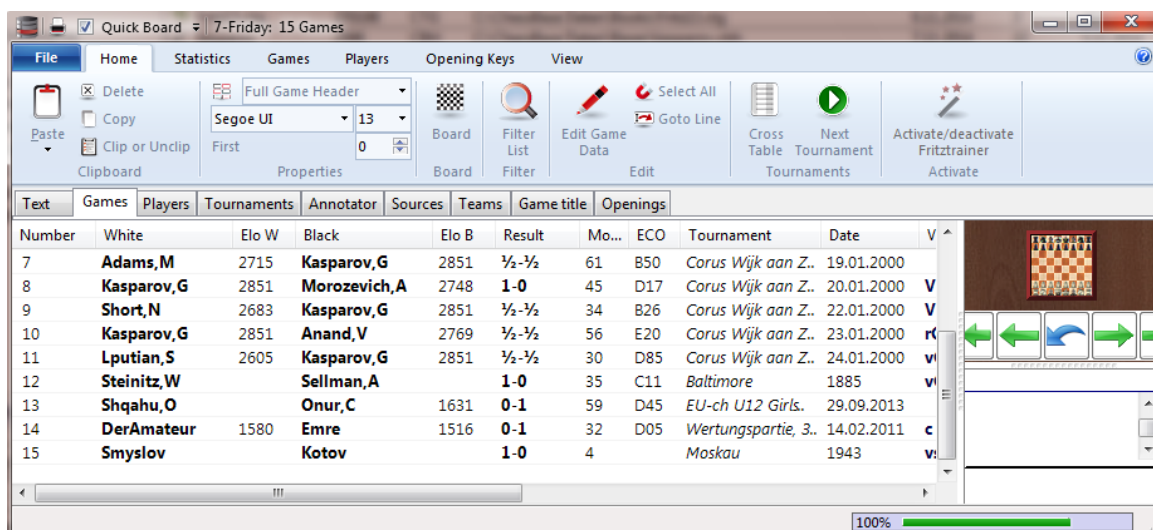 Quick Board 7-Friday: 15 Games
File Home Statistics Games Players Opening Keys View
Paste Delete Copy Clip or Unclip
Clipboard
Full Game Header
Segoe UI 13
First 0
Properties
Board
Board
Filter List
Filter
Edit Game Data Select All Goto Line
Edit
Cross Table Next Tournament
Tournaments
Activate/deactivate Fritztrainer
Activate
Text Games Players Tournaments Annotator Sources Teams Game title Openings
Number White Elo W Black Elo B Result Mo... ECO Tournament Date V
7 Adams,M 2715 Kasparov,G 2851 ½-½ 61 B50 Corus Wijk aan Z.. 19.01.2000
8 Kasparov,G 2851 Morozevich,A 2748 1-0 45 D17 Corus Wijk aan Z.. 20.01.2000 V
9 Short,N 2683 Kasparov,G 2851 ½-½ 34 B26 Corus Wijk aan Z.. 22.01.2000 V
10 Kasparov,G 2851 Anand,V 2769 ½-½ 56 E20 Corus Wijk aan Z.. 23.01.2000
11 Lputian,S 2605 Kasparov,G 2851 ½-½ 30 D85 Corus Wijk aan Z.. 24.01.2000
12 Steinitz,W Sellman,A 1-0 35 C11 Baltimore 1885
13 Shqahu,O Onur,C 1631 0-1 59 D45 EU-ch U12 Girls.. 29.09.2013
14 DerAmateur 1580 Emre 1516 0-1 32 D05 Wertungspartie, 3.. 14.02.2011 c
15 Smyslov Kotov 1-0 4 Moskau 1943
100%